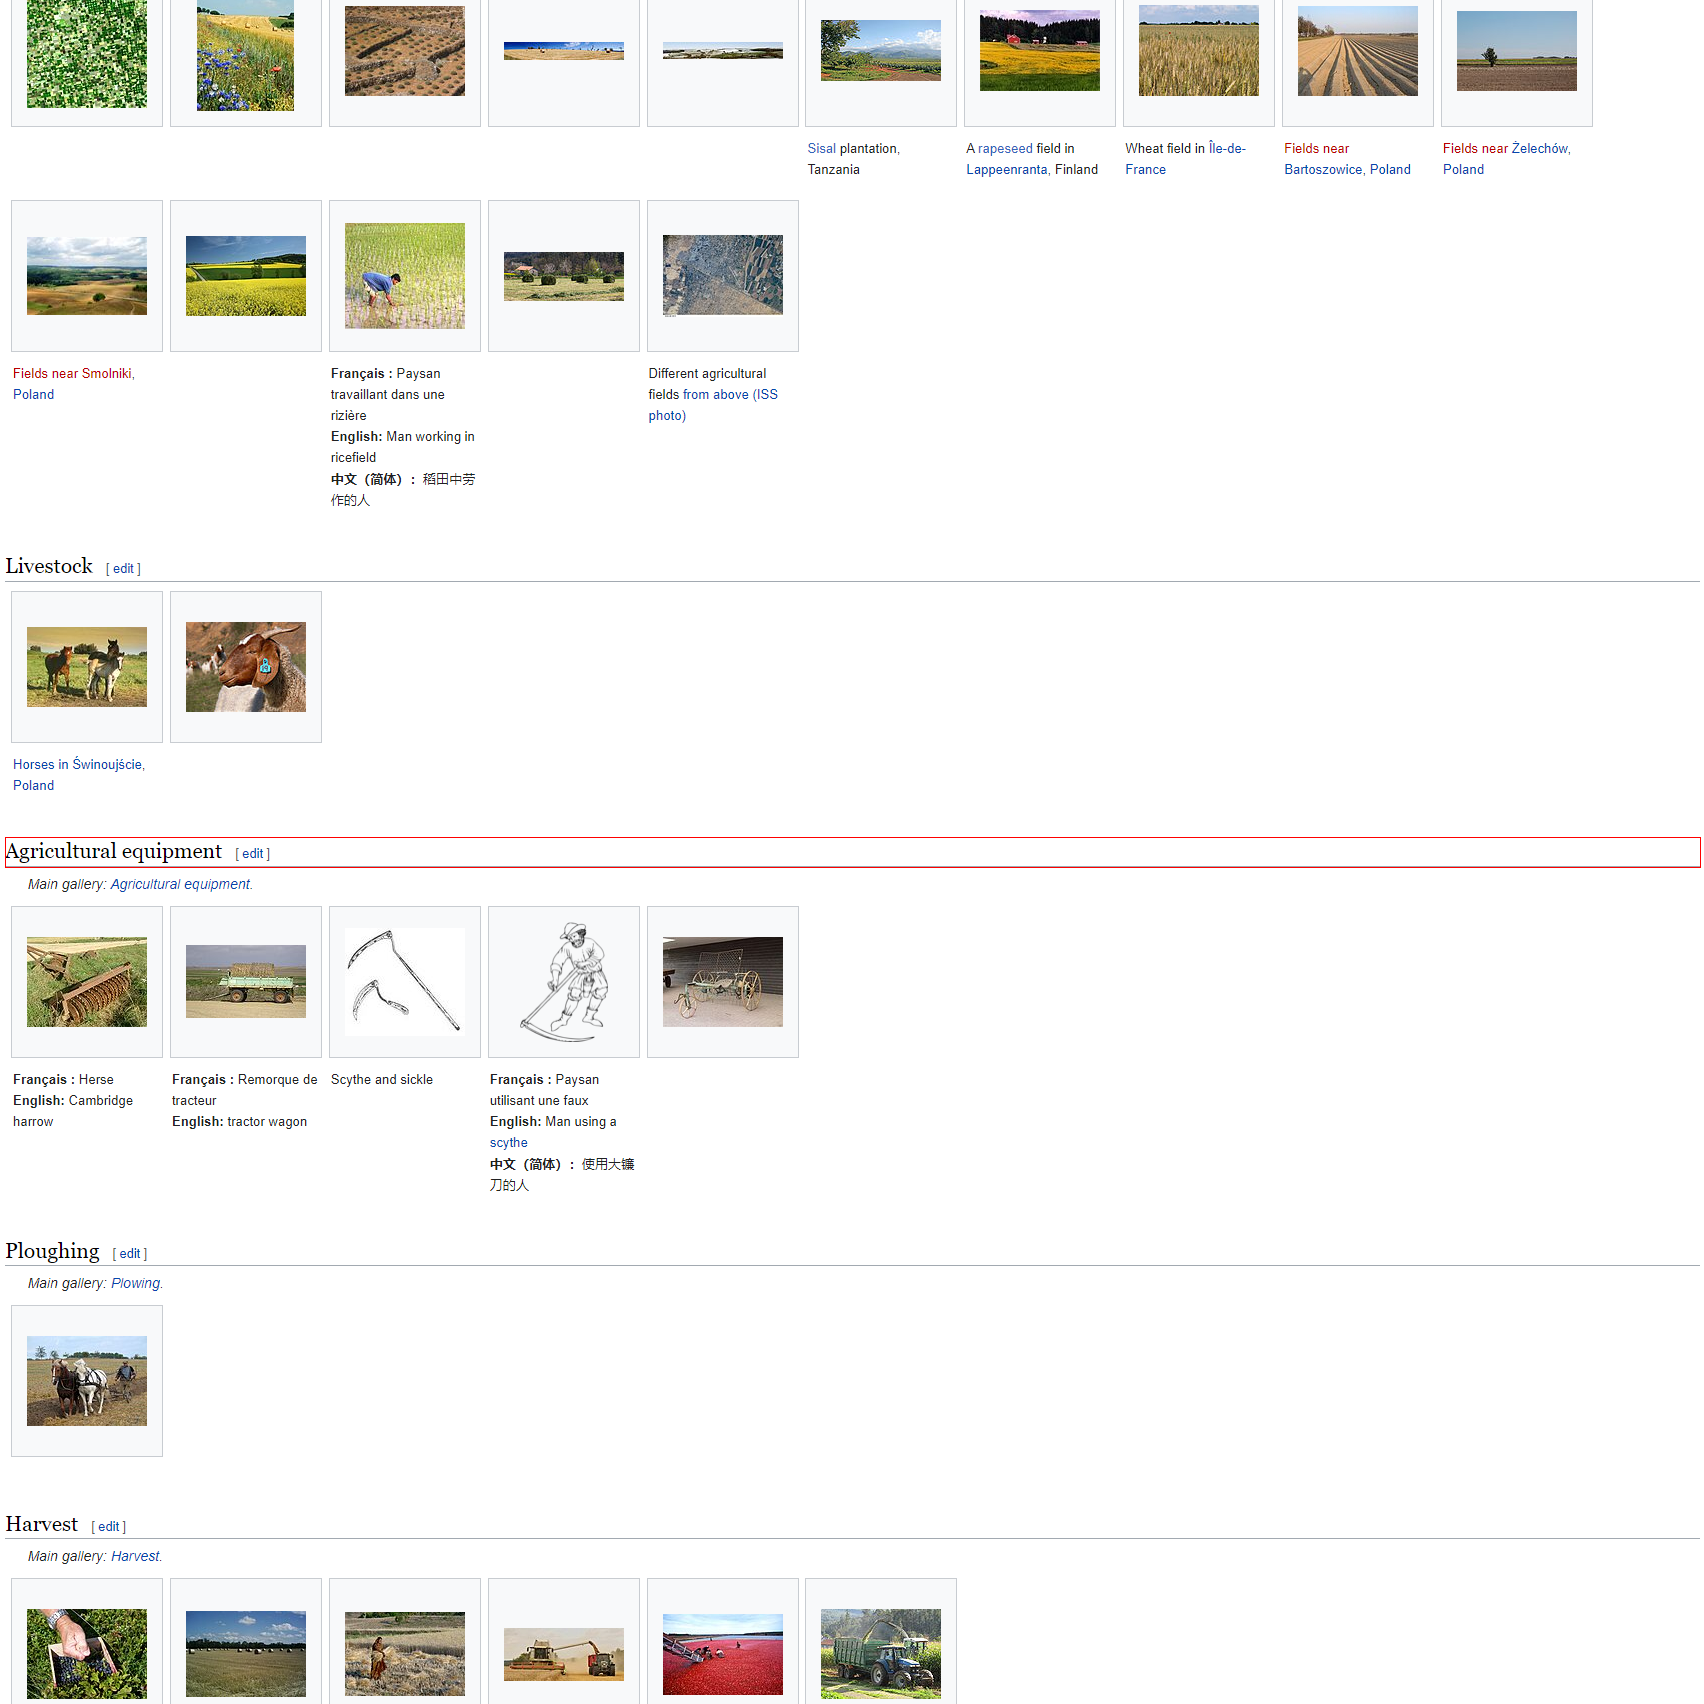 Sisal plantation,
Tanzania
A rapeseed field in
Lappeenranta, Finland
Wheat field in Île-de-
France
Fields near
Bartoszowice, Poland
Fields near Żelechów,
Poland
Fields near Smolniki,
Poland
Français : Paysan
travaillant dans une
rizière
English: Man working in
ricefield
中文（简体）： 稻田中劳
作的人
Different agricultural
fields from above (ISS
photo)
Livestock [ edit ]
Horses in Świnoujście,
Poland
Agricultural equipment [ edit ]
Main gallery: Agricultural equipment.
Français : Herse
English: Cambridge
harrow
Français : Remorque de
tracteur
English: tractor wagon
Scythe and sickle
Français : Paysan
utilisant une faux
English: Man using a
scythe
中文（简体）： 使用大镰
刀的人
Ploughing [ edit ]
Main gallery: Plowing.
Harvest [ edit ]
Main gallery: Harvest.